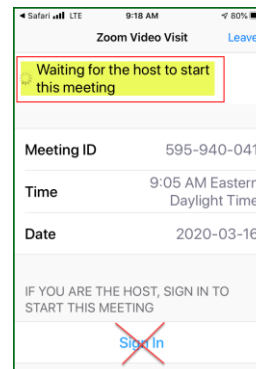 Safari LTE 9:18 AM 80%
Zoom Video Visit Leave
Waiting for the host to start
this meeting
Meeting ID 595-940-041
Time 9:05 AM Eastern
Daylight Time
Date 2020-03-16
IF YOU ARE THE HOST, SIGN IN TO
START THIS MEETING
Sign In